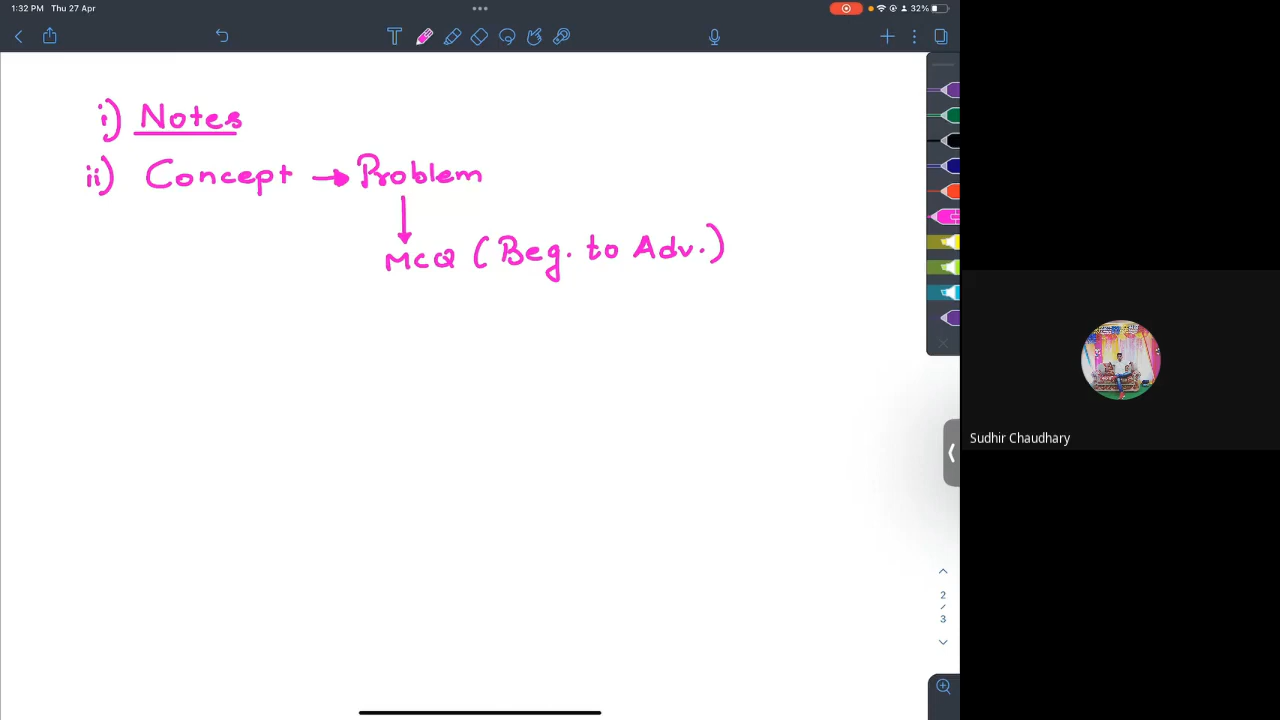 1:32 PM Thu 27 Apr
32%
T
i) Notes
ii) Concept → Problem
↓
MCQ (Beg. to Adv.)
Sudhir Chaudhary
2
/
3